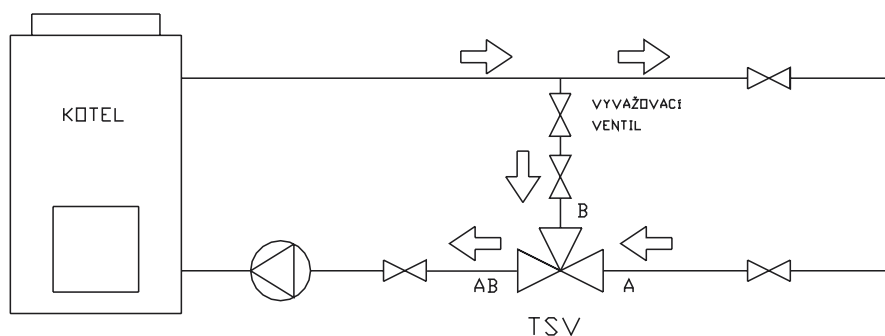 KOTEL
VYVAŽOVACÍ
VENTIL
B
AB
A
TSV